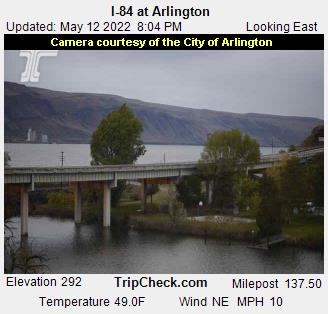 I-84 at Arlington
Updated: May 12 2022 8:04 PM Looking East
Camera courtesy of the City of Arlington
Elevation 292 TripCheck.com Milepost 137.50
Temperature 49.0F Wind NE MPH 10